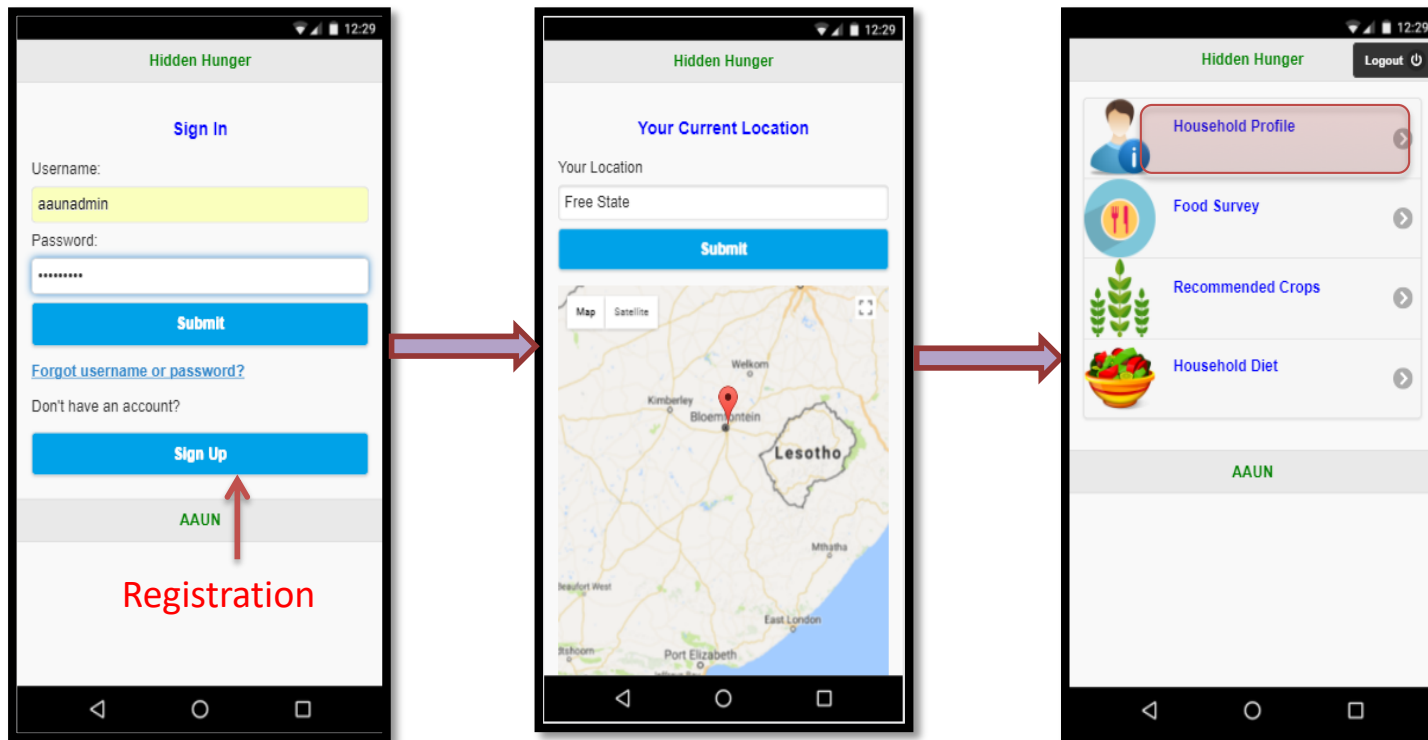 12:29
Hidden Hunger
Sign In
Username:
aaunadmin
Password:
•••••••••
Submit
Forgot username or password?
Don't have an account?
Sign Up
AAUN
Registration
12:29
Hidden Hunger
Your Current Location
Your Location
Free State
Submit
Map Satellite
Welkom
Kimberley
Bloemfontein
Lesotho
Mthatha
Beaufort West
East London
Port Elizabeth
12:29
Hidden Hunger
Logout
Household Profile
i
Food Survey
Recommended Crops
Household Diet
AAUN